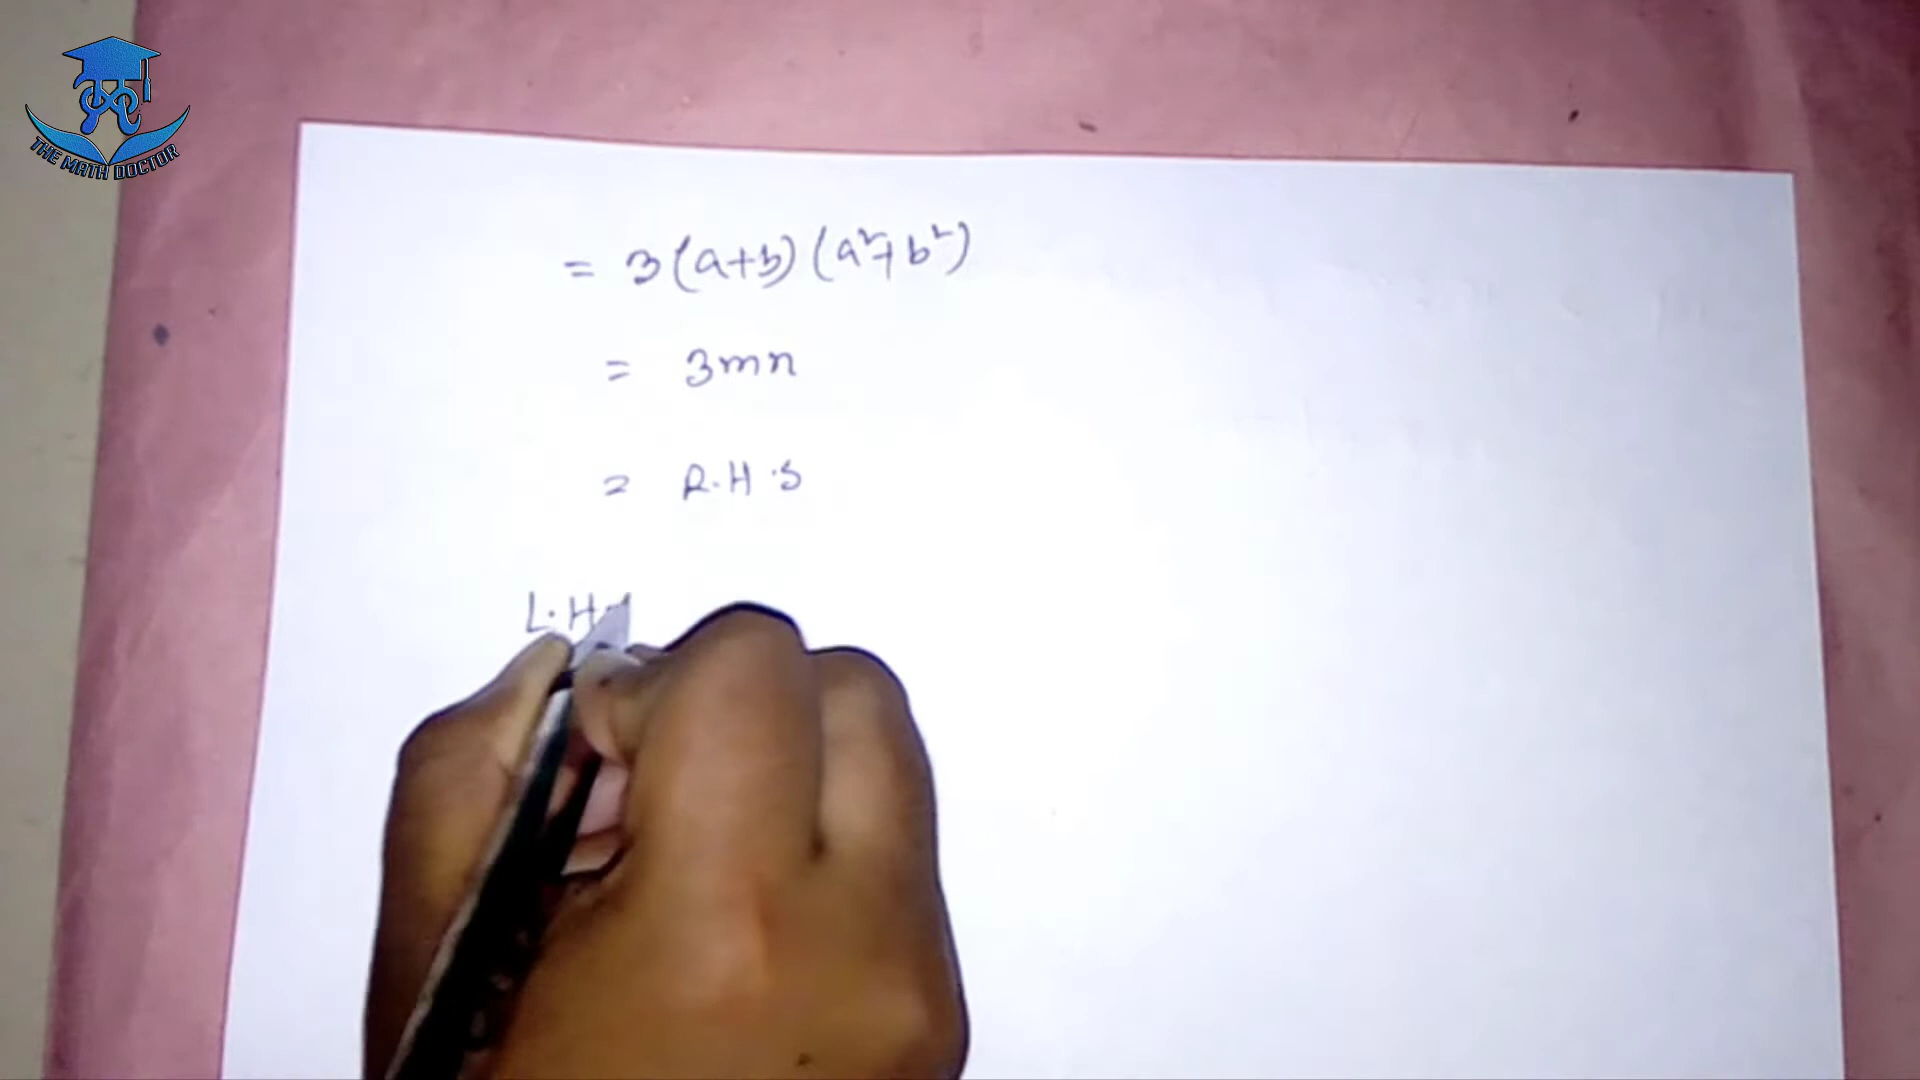 THE MATH DOCTOR
= 3(a+b)(a²+b²)
= 3mn
= R.H.S
L.H.